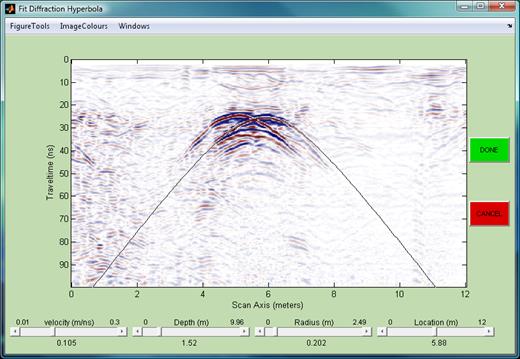 Fit Diffraction Hyperbola
FigureTools ImageColours Windows
0
10
20
30
40
50
60
70
80
90
Traveltime (ns)
0 2 4 6 8 10 12
Scan Axis (meters)
DONE
CANCEL
0.01 velocity (m/ns) 0.3 0 Depth (m) 9.96 0 Radius (m) 2.49 0 Location (m) 12
0.105 1.52 0.202 5.88